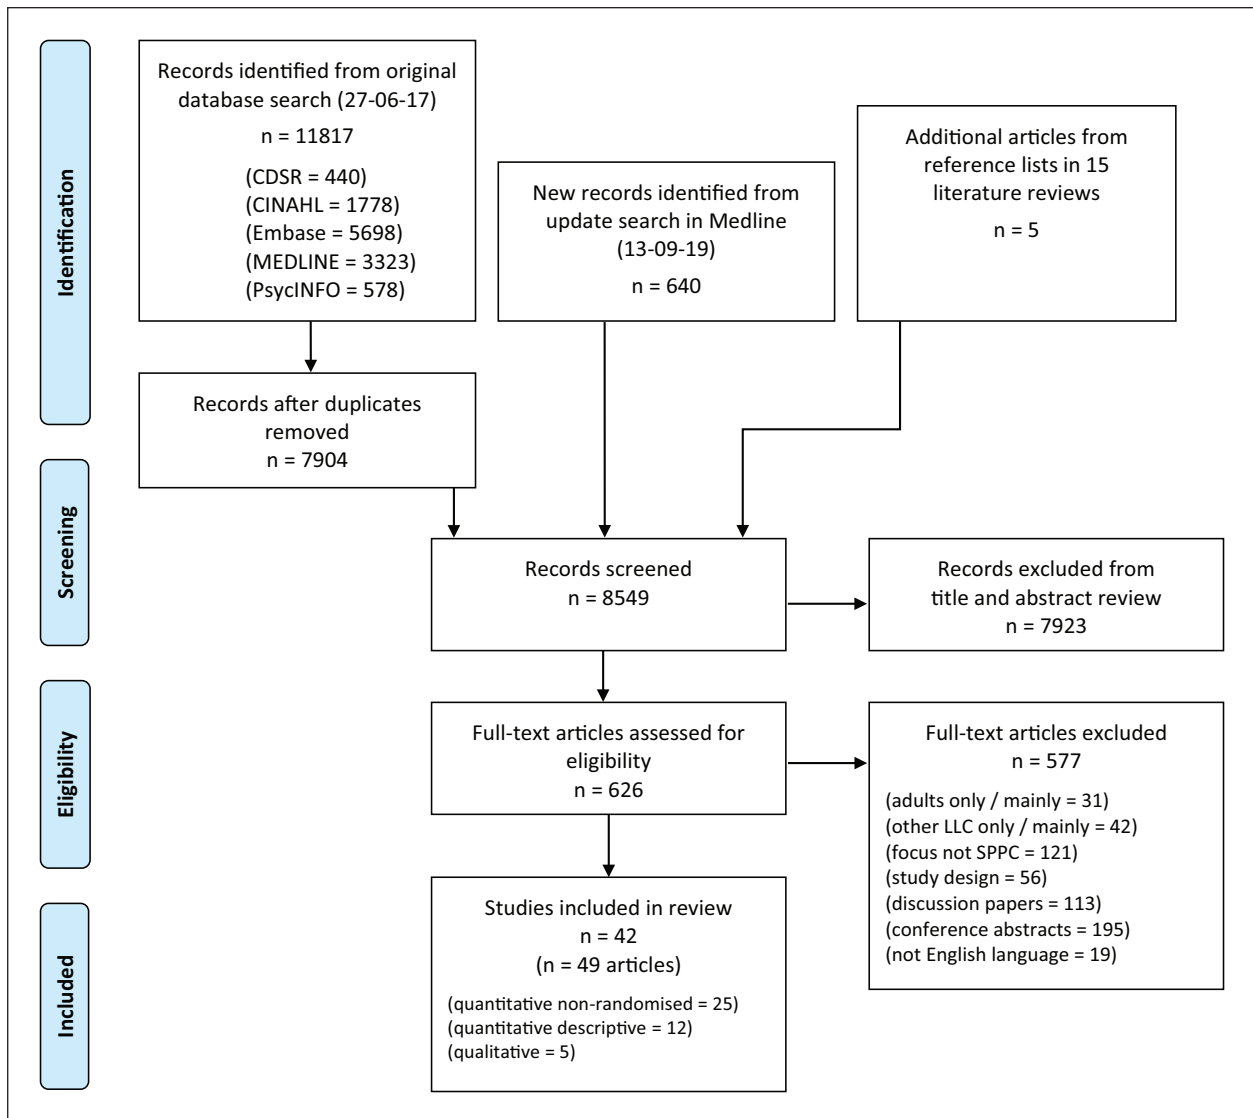 Identification
Records identified from original
database search (27-06-17)
n = 11817
(CDSR = 440)
(CINAHL = 1778)
(Embase = 5698)
(MEDLINE = 3323)
(PsycINFO = 578)
New records identified from
update search in Medline
(13-09-19)
n = 640
Additional articles from
reference lists in 15
literature reviews
n = 5
Records after duplicates
removed
n = 7904
Screening
Records screened
n = 8549
Records excluded from
title and abstract review
n = 7923
Eligibility
Full-text articles assessed for
eligibility
n = 626
Full-text articles excluded
n = 577
(adults only / mainly = 31)
(other LLC only / mainly = 42)
(focus not SPPC = 121)
(study design = 56)
(discussion papers = 113)
(conference abstracts = 195)
(not English language = 19)
Included
Studies included in review
n = 42
(n = 49 articles)
(quantitative non-randomised = 25)
(quantitative descriptive = 12)
(qualitative = 5)